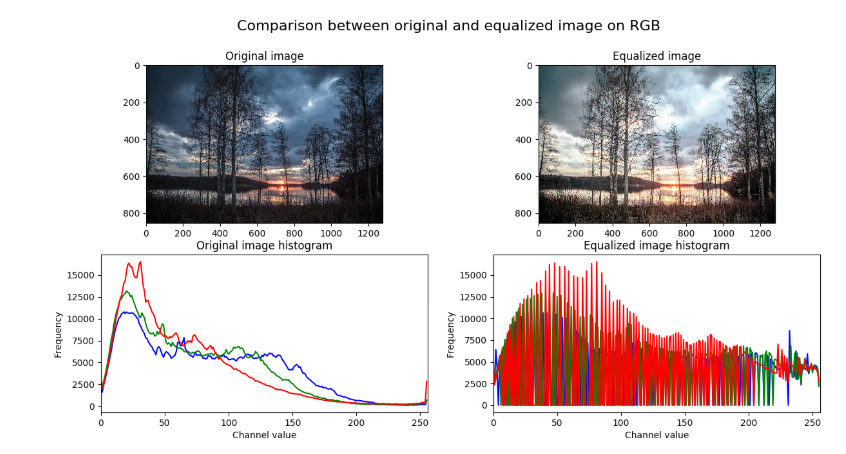 Comparison between original and equalized image on RGB
Original image
Equalized image
0
200
400
600
800
0 200 400 600 800 1000 1200
0
200
400
600
800
0 200 400 600 800 1000 1200
Original image histogram
Equalized image histogram
Frequency
15000
12500
10000
7500
5000
2500
0
0 50 100 150 200 250
Channel value
Frequency
15000
12500
10000
7500
5000
2500
0
0 50 100 150 200 250
Channel value